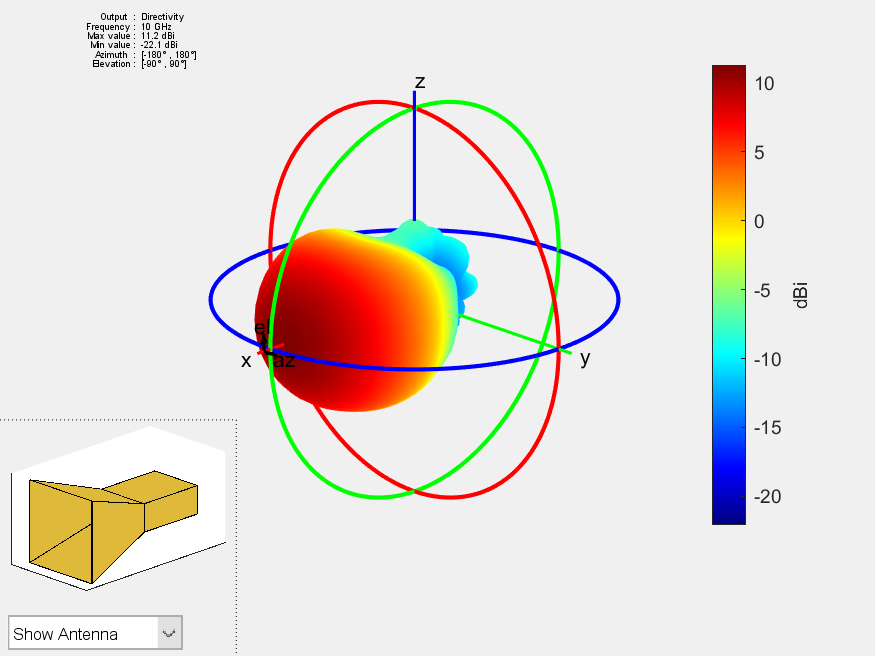 Output : Directivity
Frequency : 10 GHz
Max value : 11.2 dBi
Min value : -22.1 dBi
Azimuth : [-180° , 180°]
Elevation : [-90° , 90°]
z
10
5
0
-5
-10
-15
-20
dBi
el
x
az
y
Show Antenna